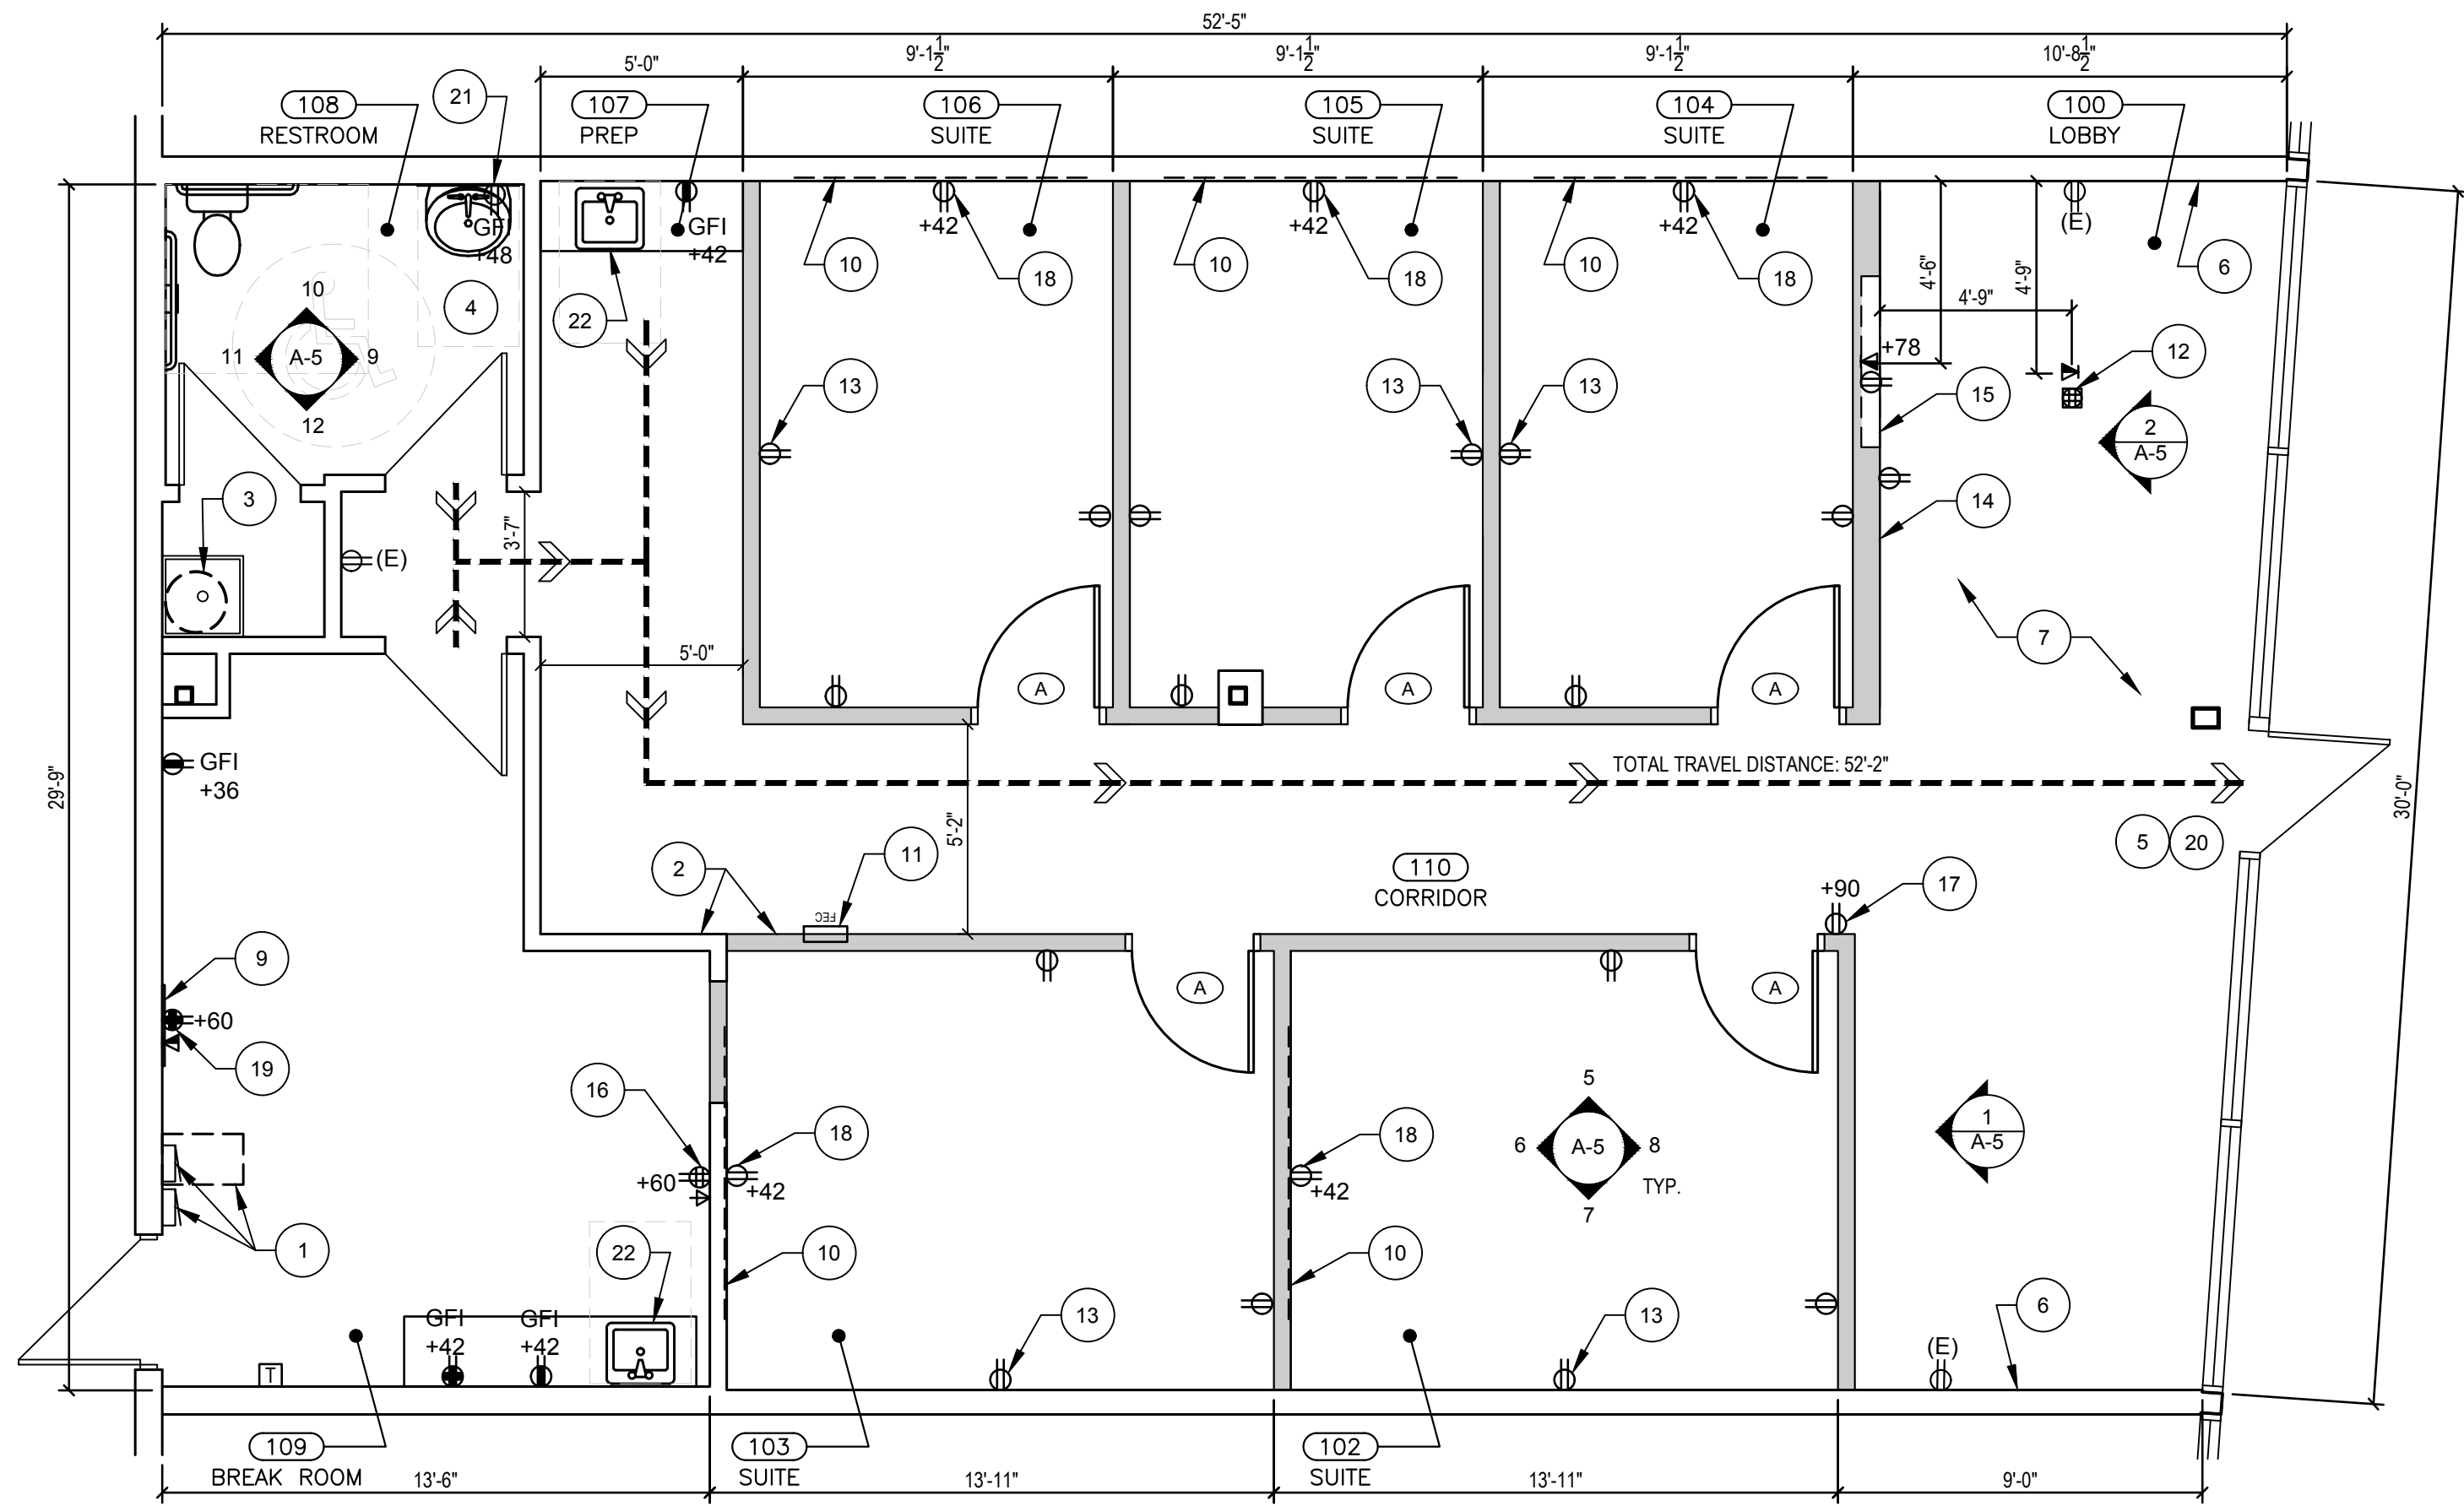 52'-5"
5'-0"
9'-1 1/2"
9'-1 1/2"
9'-1 1/2"
10'-8 1/2"
108
RESTROOM
21
107
PREP
106
SUITE
105
SUITE
104
SUITE
100
LOBBY
GFI
+48
GFI
+42
+42
+42
+42
(E)
10
18
10
18
10
18
6
4
22
4'-6"
4'-9"
4'-9"
10
11
A-5
9
12
+78
12
13
13
13
15
2
A-5
3
14
3'-7"
(E)
5'-0"
7
A
A
A
GFI
+36
29'-9"
TOTAL TRAVEL DISTANCE: 52'-2"
30'-0"
5'-2"
5
20
2
11
110
CORRIDOR
+90
17
FEC
9
A
A
+60
19
16
18
18
5
6
A-5
8
7
TYP.
1
A-5
+60
+42
+42
1
22
10
10
GFI
+42
GFI
+42
13
13
6
(E)
T
109
BREAK ROOM
103
SUITE
102
SUITE
13'-6"
13'-11"
13'-11"
9'-0"